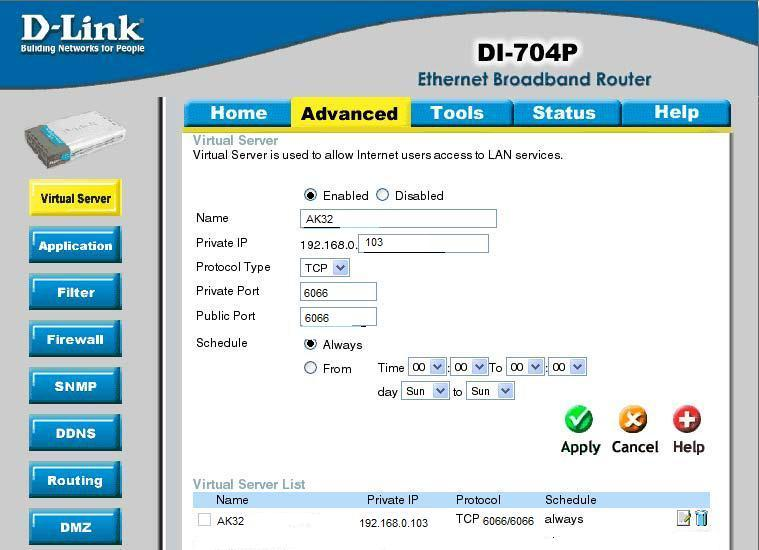 D-Link
Building Networks for People
DI-704P
Ethernet Broadband Router
Home Advanced Tools Status Help
Virtual Server
Virtual Server is used to allow Internet users access to LAN services.
Enabled Disabled
Name AK32
Private IP 192.168.0. 103
Protocol Type TCP
Private Port 6066
Public Port 6066
Schedule Always
From Time 00 : 00 To 00 : 00
day Sun to Sun
Apply Cancel Help
Virtual Server List
Name Private IP Protocol Schedule
AK32 192.168.0.103 TCP 6066/6066 always
Virtual Server
Application
Filter
Firewall
SNMP
DDNS
Routing
DMZ